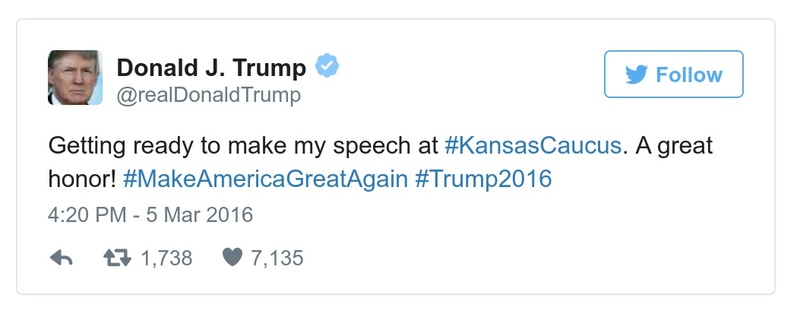 Donald J. Trump
@realDonaldTrump
Follow
Getting ready to make my speech at #KansasCaucus. A great
honor! #MakeAmericaGreatAgain #Trump2016
4:20 PM - 5 Mar 2016
1,738 7,135